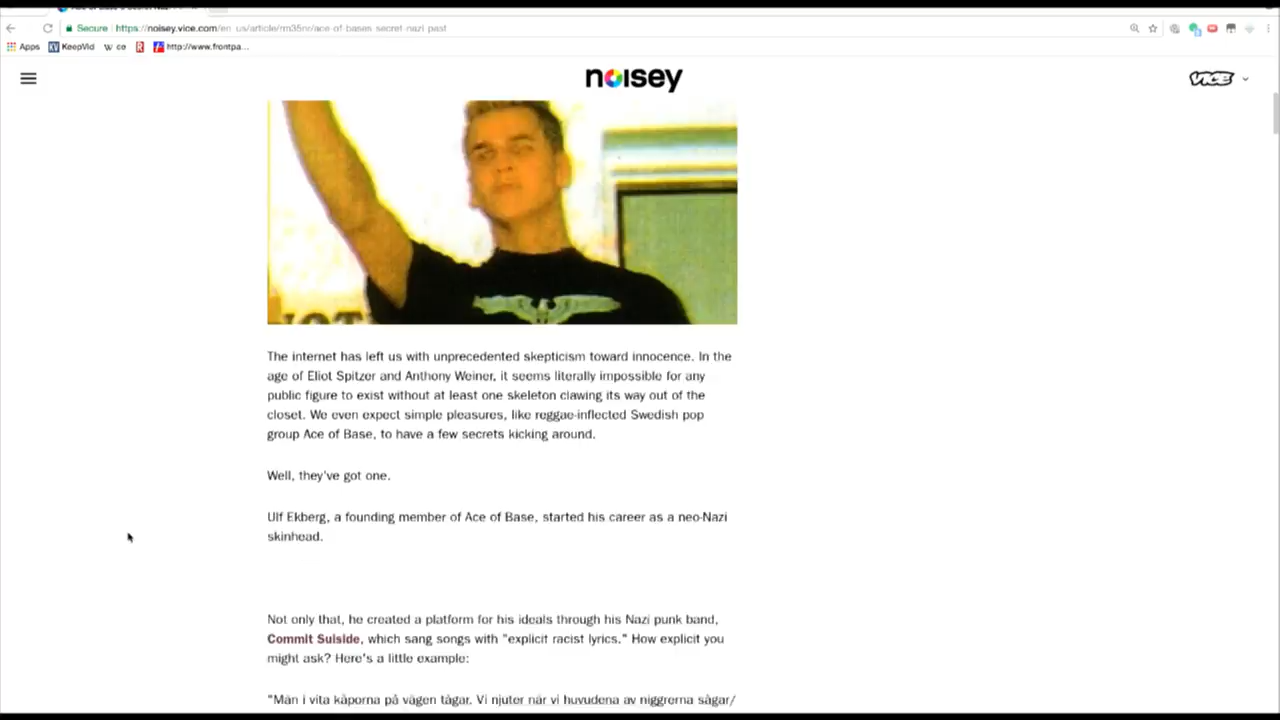 Secure https://noisey.vice.com/en_us/article/rm35nr/ace-of-bases-secret-nazi-past
Apps KeepVid co http://www.frontpa...
noisey
VICE
The internet has left us with unprecedented skepticism toward innocence. In the
age of Eliot Spitzer and Anthony Weiner, it seems literally impossible for any
public figure to exist without at least one skeleton clawing its way out of the
closet. We even expect simple pleasures, like reggae-inflected Swedish pop
group Ace of Base, to have a few secrets kicking around.
Well, they've got one.
Ulf Ekberg, a founding member of Ace of Base, started his career as a neo-Nazi
skinhead.
Not only that, he created a platform for his ideals through his Nazi punk band,
Commit Suiside, which sang songs with "explicit racist lyrics." How explicit you
might ask? Here's a little example:
"Män i vita kåporna på vägen tågar. Vi njuter när vi huvudena av niggrerna sågar/